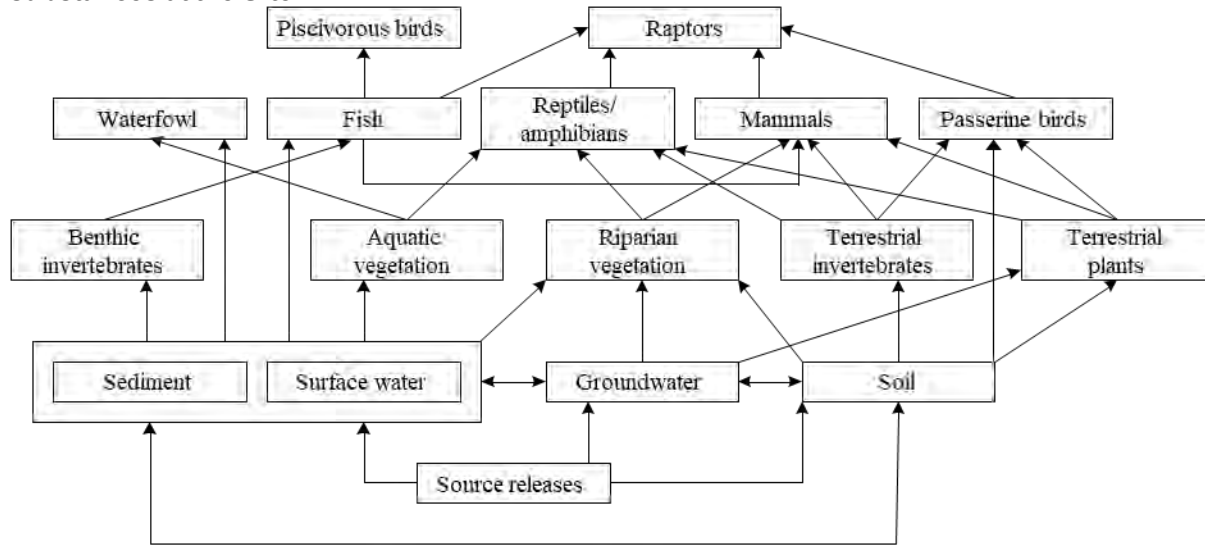 Piscivorous birds
Raptors
Waterfowl
Fish
Reptiles/
amphibians
Mammals
Passerine birds
Benthic
invertebrates
Aquatic
vegetation
Riparian
vegetation
Terrestrial
invertebrates
Terrestrial
plants
Sediment
Surface water
Groundwater
Soil
Source releases